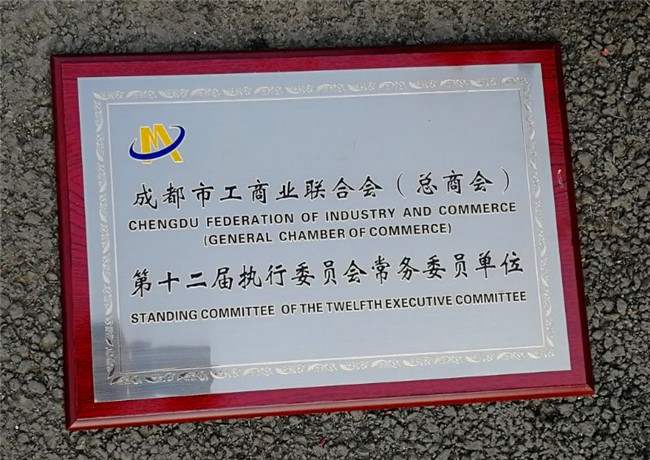 成都市工商业联合会（总商会）
CHENGDU FEDERATION OF INDUSTRY AND COMMERCE
(GENERAL CHAMBER OF COMMERCE)
第十二届执行委员会常务委员单位
STANDING COMMITTEE OF THE TWELFTH EXECUTIVE COMMITTEE